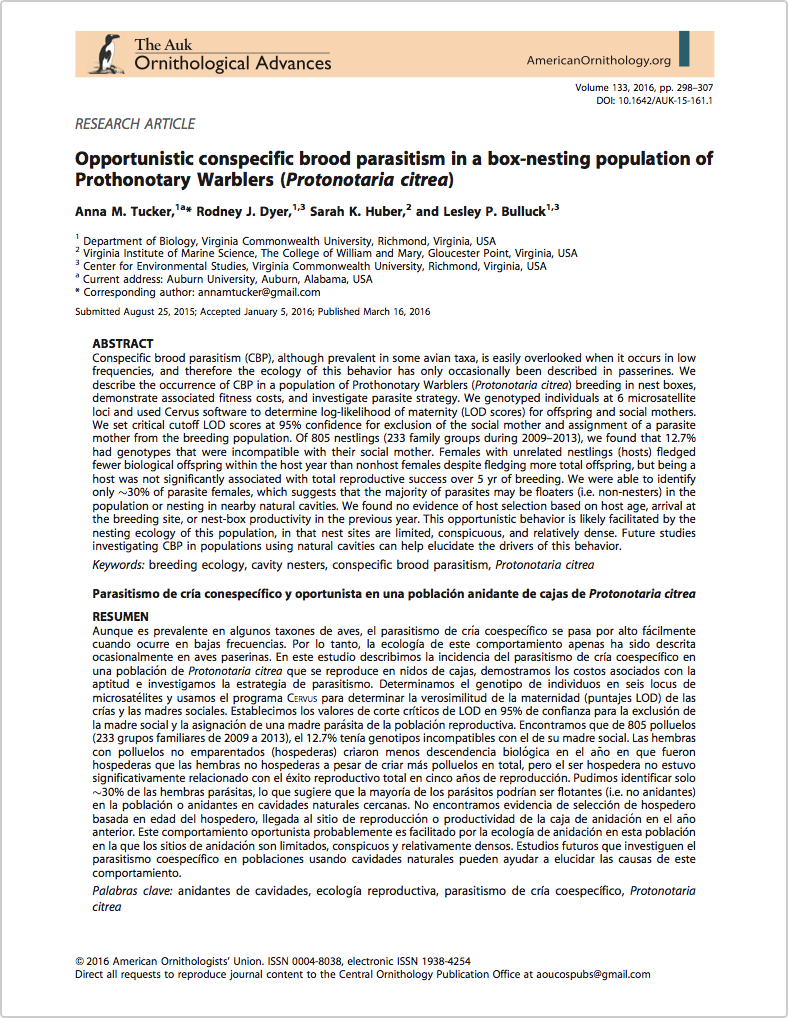 The Auk
Ornithological Advances
AmericanOrnithology.org
Volume 133, 2016, pp. 298–307
DOI: 10.1642/AUK-15-161.1
RESEARCH ARTICLE
Opportunistic conspecific brood parasitism in a box-nesting population of
Prothonotary Warblers (Protonotaria citrea)
Anna M. Tucker,1a* Rodney J. Dyer,1,3 Sarah K. Huber,2 and Lesley P. Bulluck1,3
1 Department of Biology, Virginia Commonwealth University, Richmond, Virginia, USA
2 Virginia Institute of Marine Science, The College of William and Mary, Gloucester Point, Virginia, USA
3 Center for Environmental Studies, Virginia Commonwealth University, Richmond, Virginia, USA
a Current address: Auburn University, Auburn, Alabama, USA
* Corresponding author: annamtucker@gmail.com
Submitted August 25, 2015; Accepted January 5, 2016; Published March 16, 2016
ABSTRACT
Conspecific brood parasitism (CBP), although prevalent in some avian taxa, is easily overlooked when it occurs in low
frequencies, and therefore the ecology of this behavior has only occasionally been described in passerines. We
describe the occurrence of CBP in a population of Prothonotary Warblers (Protonotaria citrea) breeding in nest boxes,
demonstrate associated fitness costs, and investigate parasite strategy. We genotyped individuals at 6 microsatellite
loci and used Cervus software to determine log-likelihood of maternity (LOD scores) for offspring and social mothers.
We set critical cutoff LOD scores at 95% confidence for exclusion of the social mother and assignment of a parasite
mother from the breeding population. Of 805 nestlings (233 family groups during 2009–2013), we found that 12.7%
had genotypes that were incompatible with their social mother. Females with unrelated nestlings (hosts) fledged
fewer biological offspring within the host year than nonhost females despite fledging more total offspring, but being a
host was not significantly associated with total reproductive success over 5 yr of breeding. We were able to identify
only ~30% of parasite females, which suggests that the majority of parasites may be floaters (i.e. non-nesters) in the
population or nesting in nearby natural cavities. We found no evidence of host selection based on host age, arrival at
the breeding site, or nest-box productivity in the previous year. This opportunistic behavior is likely facilitated by the
nesting ecology of this population, in that nest sites are limited, conspicuous, and relatively dense. Future studies
investigating CBP in populations using natural cavities can help elucidate the drivers of this behavior.
Keywords: breeding ecology, cavity nesters, conspecific brood parasitism, Protonotaria citrea
Parasitismo de cría conespecífico y oportunista en una población anidante de cajas de Protonotaria citrea
RESUMEN
Aunque es prevalente en algunos taxones de aves, el parasitismo de cría coespecífico se pasa por alto fácilmente
cuando ocurre en bajas frecuencias. Por lo tanto, la ecología de este comportamiento apenas ha sido descrita
ocasionalmente en aves paserinas. En este estudio describimos la incidencia del parasitismo de cría coespecífico en
una población de Protonotaria citrea que se reproduce en nidos de cajas, demostramos los costos asociados con la
aptitud e investigamos la estrategia de parasitismo. Determinamos el genotipo de individuos en seis locus de
microsatélites y usamos el programa Cervus para determinar la verosimilitud de la maternidad (puntajes LOD) de las
crías y las madres sociales. Establecimos los valores de corte críticos de LOD en 95% de confianza para la exclusión de
la madre social y la asignación de una madre parásita de la población reproductiva. Encontramos que de 805 polluelos
(233 grupos familiares de 2009 a 2013), el 12.7% tenía genotipos incompatibles con el de su madre social. Las hembras
con polluelos no emparentados (hospederas) criaron menos descendencia biológica en el año en que fueron
hospederas que las hembras no hospederas a pesar de criar más polluelos en total, pero el ser hospedera no estuvo
significativamente relacionado con el éxito reproductivo total en cinco años de reproducción. Pudimos identificar solo
~30% de las hembras parásitas, lo que sugiere que la mayoría de los parásitos podrían ser flotantes (i.e. no anidantes)
en la población o anidantes en cavidades naturales cercanas. No encontramos evidencia de selección de hospedero
basada en edad del hospedero, llegada al sitio de reproducción o productividad de la caja de anidación en el año
anterior. Este comportamiento oportunista probablemente es facilitado por la ecología de anidación en esta población
en la que los sitios de anidación son limitados, conspicuos y relativamente densos. Estudios futuros que investiguen el
parasitismo coespecífico en poblaciones usando cavidades naturales pueden ayudar a elucidar las causas de este
comportamiento.
Palabras clave: anidantes de cavidades, ecología reproductiva, parasitismo de cría coespecífico, Protonotaria
citrea
© 2016 American Ornithologists' Union. ISSN 0004-8038, electronic ISSN 1938-4254
Direct all requests to reproduce journal content to the Central Ornithology Publication Office at aoucospubs@gmail.com